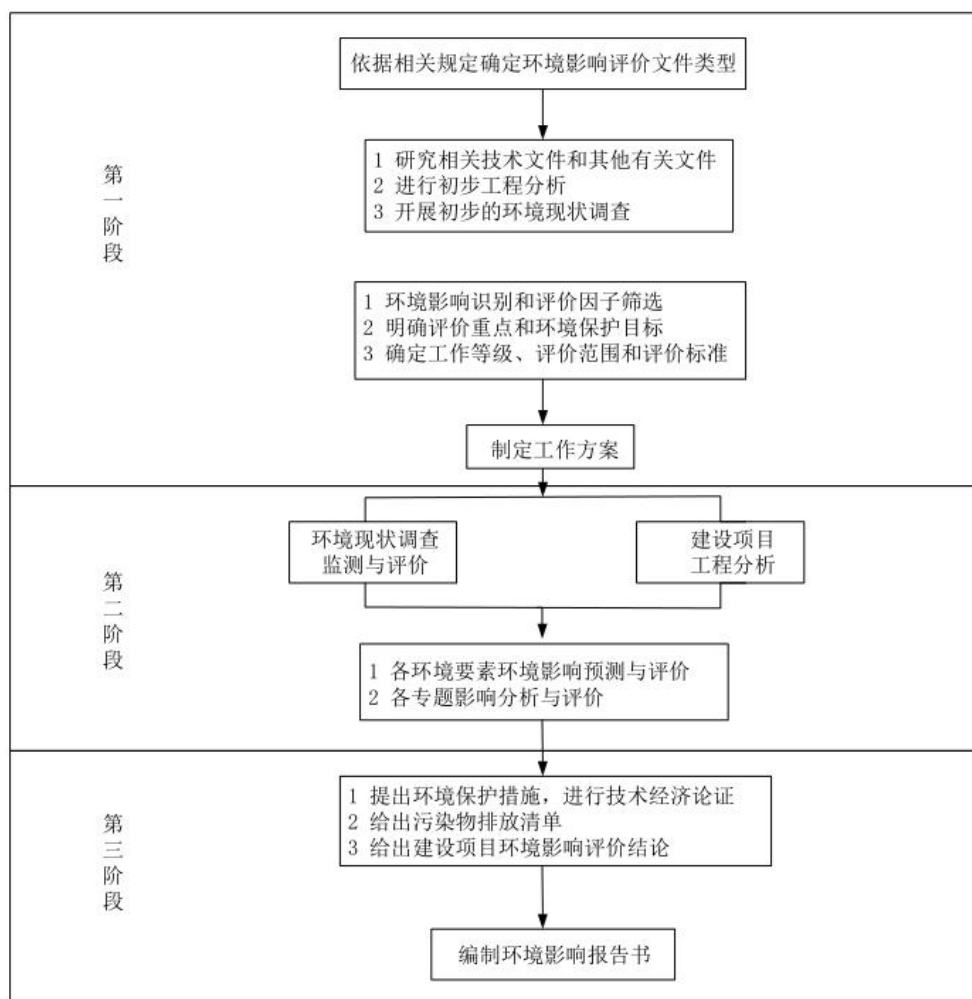 依据相关规定确定环境影响评价文件类型
1 研究相关技术文件和其他有关文件
2 进行初步工程分析
3 开展初步的环境现状调查
第一阶段
1 环境影响识别和评价因子筛选
2 明确评价重点和环境保护目标
3 确定工作等级、评价范围和评价标准
制定工作方案
环境现状调查
监测与评价
建设项目
工程分析
第二阶段
1 各环境要素环境影响预测与评价
2 各专题影响分析与评价
1 提出环境保护措施，进行技术经济论证
2 给出污染物排放清单
3 给出建设项目环境影响评价结论
第三阶段
编制环境影响报告书